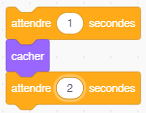 attendre 1 secondes
cacher
attendre 2 secondes